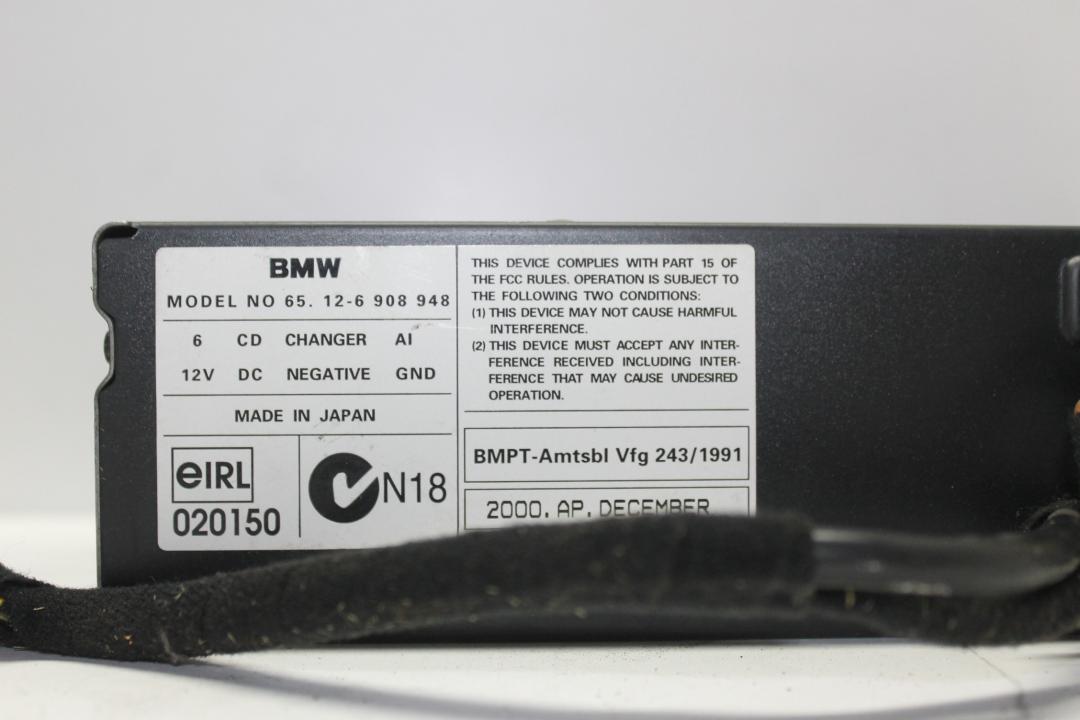 BMW
MODEL NO 65. 12-6 908 948
6 CD CHANGER AI
12V DC NEGATIVE GND
MADE IN JAPAN
eIRL
020150
N18
THIS DEVICE COMPLIES WITH PART 15 OF
THE FCC RULES. OPERATION IS SUBJECT TO
THE FOLLOWING TWO CONDITIONS:
(1) THIS DEVICE MAY NOT CAUSE HARMFUL
INTERFERENCE.
(2) THIS DEVICE MUST ACCEPT ANY INTER-
FERENCE RECEIVED INCLUDING INTER-
FERENCE THAT MAY CAUSE UNDESIRED
OPERATION.
BMPT-Amtsbl Vfg 243/1991
2000. AP. DECEMBER